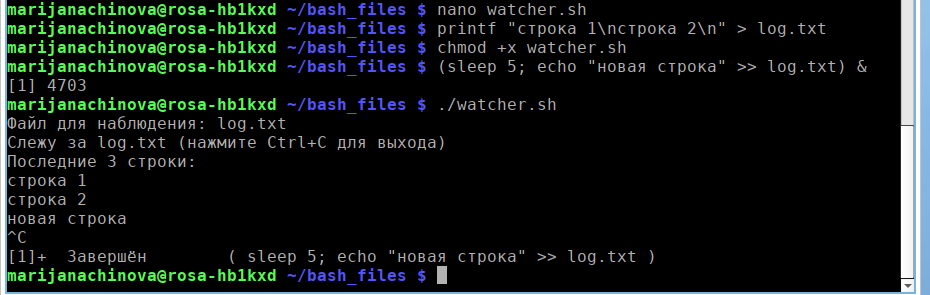 marijanachinova@rosa-hb1kxd ~/bash_files $ nano watcher.sh
marijanachinova@rosa-hb1kxd ~/bash_files $ printf "строка 1\nстрока 2\n" > log.txt
marijanachinova@rosa-hb1kxd ~/bash_files $ chmod +x watcher.sh
marijanachinova@rosa-hb1kxd ~/bash_files $ (sleep 5; echo "новая строка" >> log.txt) &
[1] 4703
marijanachinova@rosa-hb1kxd ~/bash_files $ ./watcher.sh
Файл для наблюдения: log.txt
Слежу за log.txt (нажмите Ctrl+C для выхода)
Последние 3 строки:
строка 1
строка 2
новая строка
^C
[1]+  Завершён        ( sleep 5; echo "новая строка" >> log.txt )
marijanachinova@rosa-hb1kxd ~/bash_files $